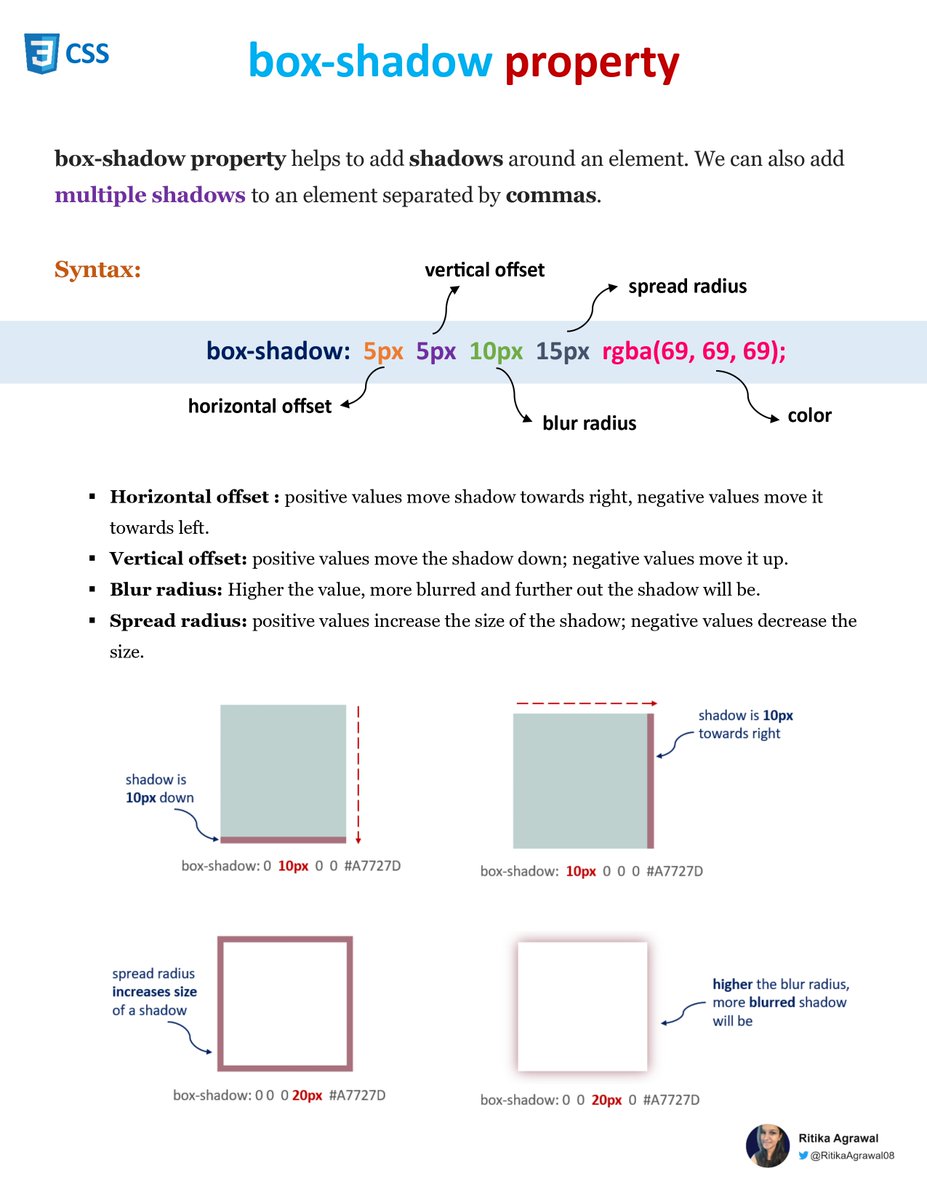 CSS
box-shadow property
box-shadow property helps to add shadows around an element. We can also add
multiple shadows to an element separated by commas.
Syntax:
vertical offset
spread radius
box-shadow: 5px 5px 10px 15px rgba(69, 69, 69);
horizontal offset
blur radius
color
▪ Horizontal offset : positive values move shadow towards right, negative values move it
towards left.
▪ Vertical offset: positive values move the shadow down; negative values move it up.
▪ Blur radius: Higher the value, more blurred and further out the shadow will be.
▪ Spread radius: positive values increase the size of the shadow; negative values decrease the
size.
shadow is
10px down
box-shadow: 0 10px 0 0 #A7727D
shadow is 10px
towards right
box-shadow: 10px 0 0 0 #A7727D
spread radius
increases size
of a shadow
box-shadow: 0 0 0 20px #A7727D
higher the blur radius,
more blurred shadow
will be
box-shadow: 0 0 20px 0 #A7727D
Ritika Agrawal
@RitikaAgrawal08